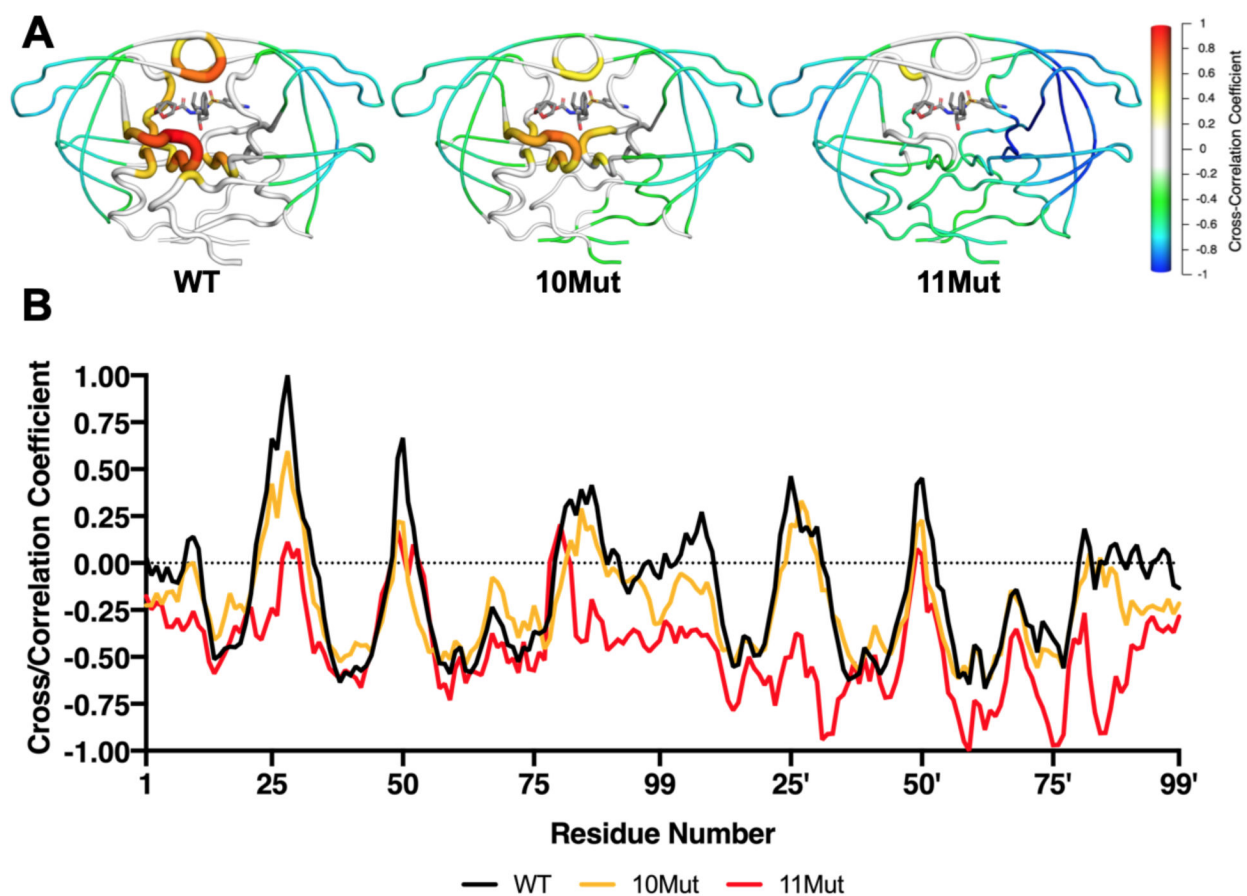 A
WT
10Mut
11Mut
1
0.8
0.6
0.4
0.2
0
-0.2
-0.4
-0.6
-0.8
-1
Cross-Correlation Coefficient
B
Cross/Correlation Coefficient
1.00
0.75
0.50
0.25
0.00
-0.25
-0.50
-0.75
-1.00
1 25 50 75 99 25' 50' 75' 99'
Residue Number
WT 10Mut 11Mut